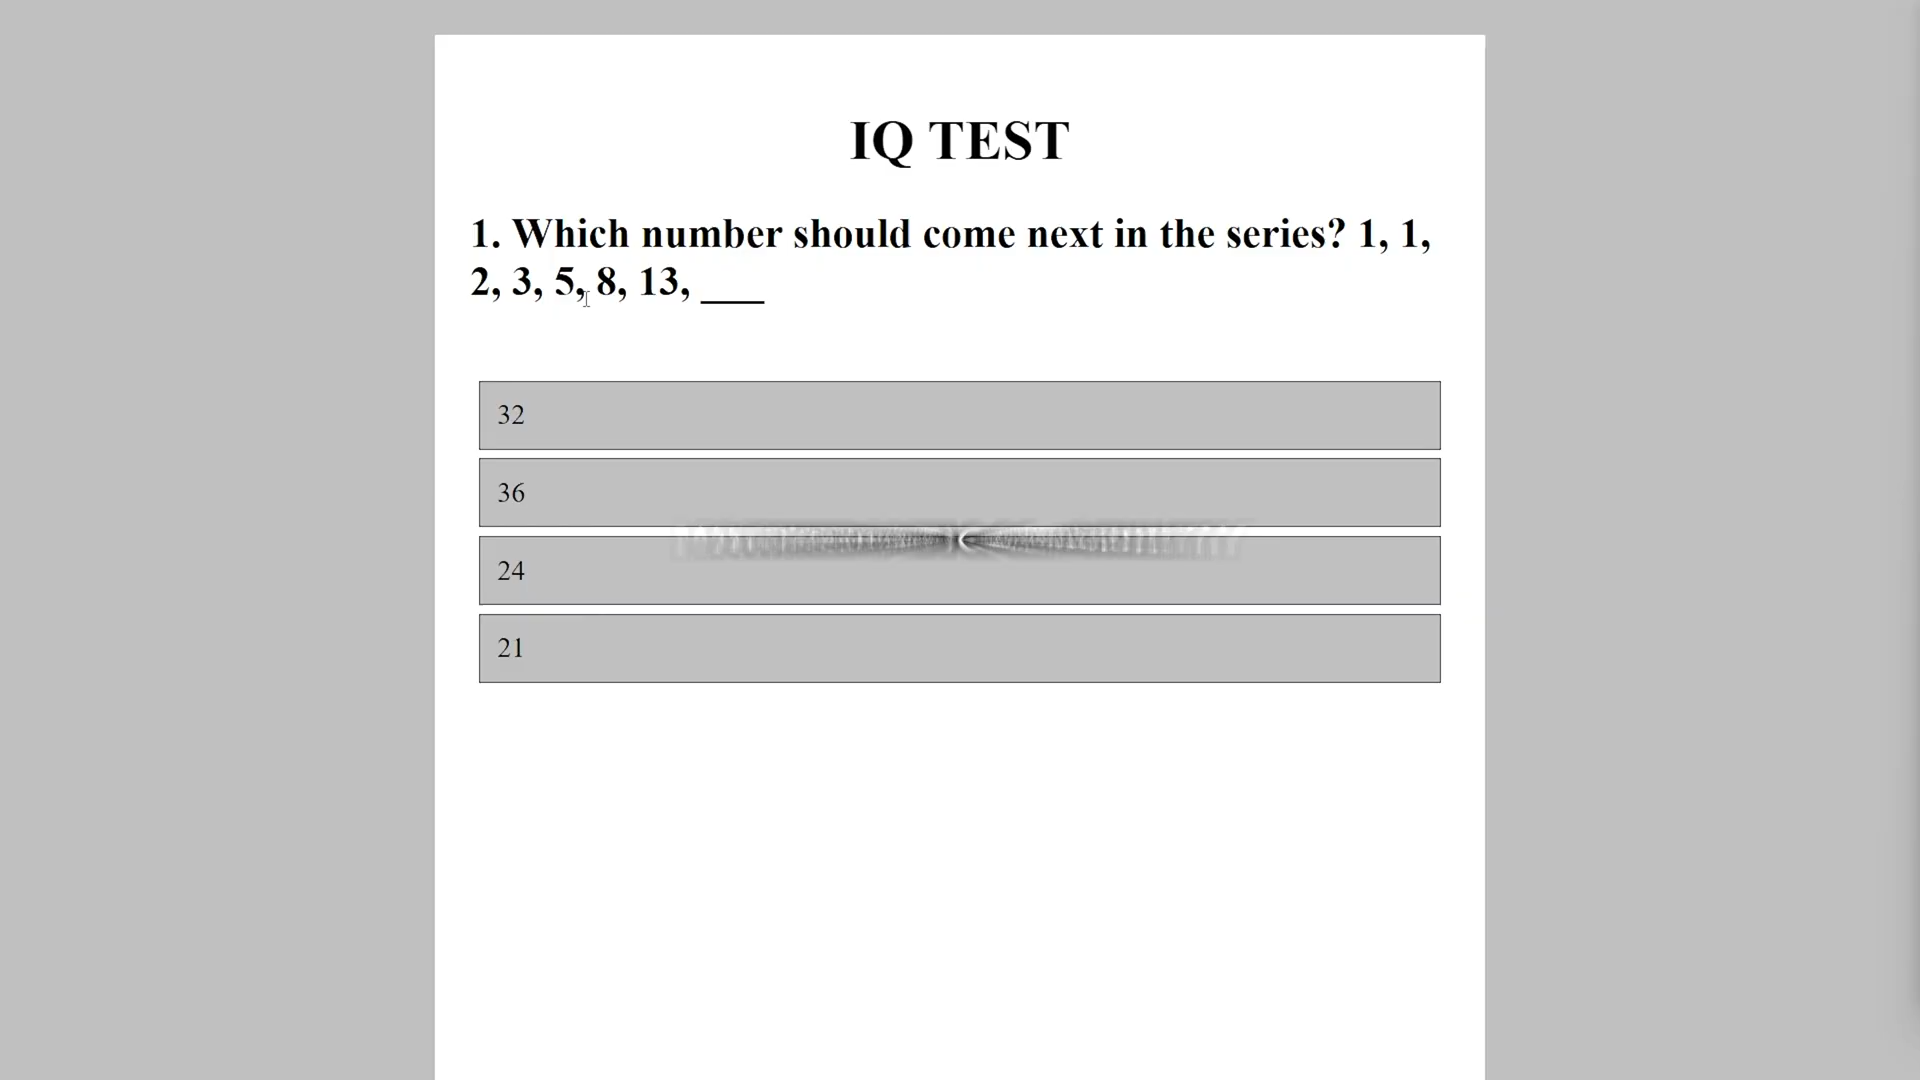 IQ TEST
1. Which number should come next in the series? 1, 1,
2, 3, 5, 8, 13, ___
32
36
24
21